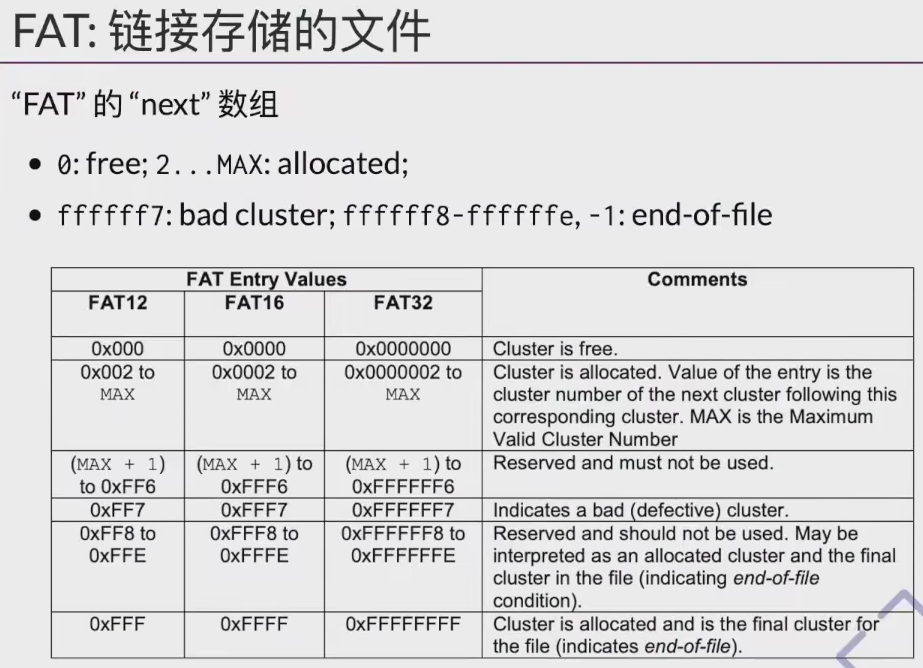 FAT: 链接存储的文件
“FAT” 的 “next” 数组
• 0: free; 2...MAX: allocated;
• ffffff7: bad cluster; ffffff8-ffffffe, -1: end-of-file
FAT Entry Values
Comments
FAT12 FAT16 FAT32
0x000 0x0000 0x0000000 Cluster is free.
0x002 to 0x0002 to 0x0000002 to Cluster is allocated. Value of the entry is the
MAX MAX MAX cluster number of the next cluster following this
corresponding cluster. MAX is the Maximum
Valid Cluster Number
(MAX + 1) (MAX + 1) to (MAX + 1) to Reserved and must not be used.
to 0xFF6 0xFFF6 0xFFFFFF6
0xFF7 0xFFF7 0xFFFFFF7 Indicates a bad (defective) cluster.
0xFF8 to 0xFFF8 to 0xFFFFFF8 to Reserved and should not be used. May be
0xFFE 0xFFFE 0xFFFFFFE interpreted as an allocated cluster and the final
cluster in the file (indicating end-of-file
condition).
0xFFF 0xFFFF 0xFFFFFFFF Cluster is allocated and is the final cluster for
the file (indicates end-of-file).